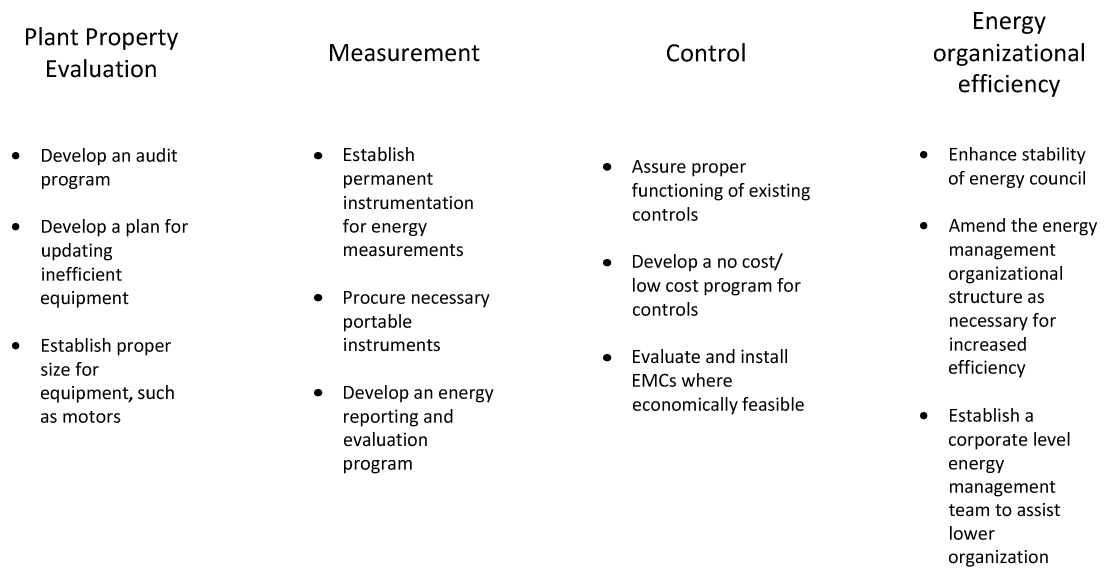 Plant Property
Evaluation
● Develop an audit
program
● Develop a plan for
updating
inefficient
equipment
● Establish proper
size for
equipment, such
as motors
Measurement
● Establish
permanent
instrumentation
for energy
measurements
● Procure necessary
portable
instruments
● Develop an energy
reporting and
evaluation
program
Control
● Assure proper
functioning of existing
controls
● Develop a no cost/
low cost program for
controls
● Evaluate and install
EMCs where
economically feasible
Energy
organizational
efficiency
● Enhance stability
of energy council
● Amend the energy
management
organizational
structure as
necessary for
increased
efficiency
● Establish a
corporate level
energy
management
team to assist
lower
organization